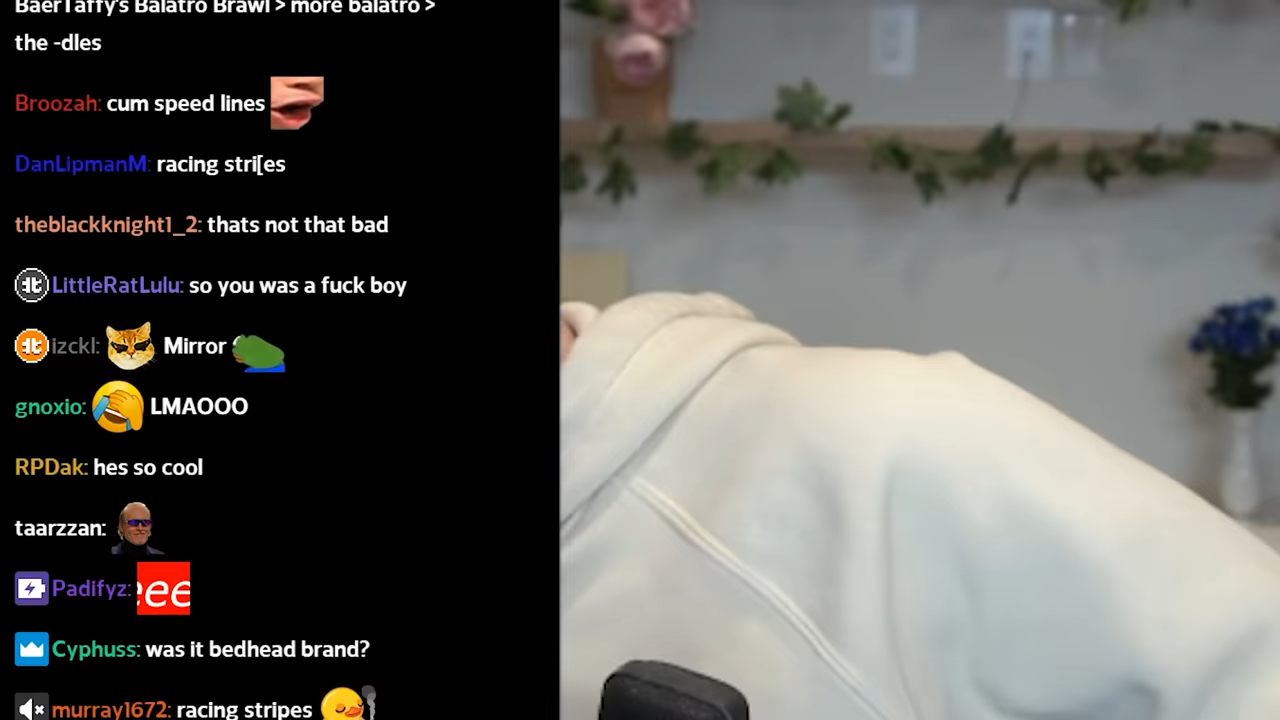 BaerTaffy's Balatro Brawl > more balatro >
the -dles
Broozah: cum speed lines
DanLipmanM: racing stri[es
theblackknight1_2: thats not that bad
LittleRatLulu: so you was a fuck boy
izckl: Mirror
gnoxio: LMAOOO
RPDak: hes so cool
taarzzan:
Padifyz: eee
Cyphuss: was it bedhead brand?
murray1672: racing stripes